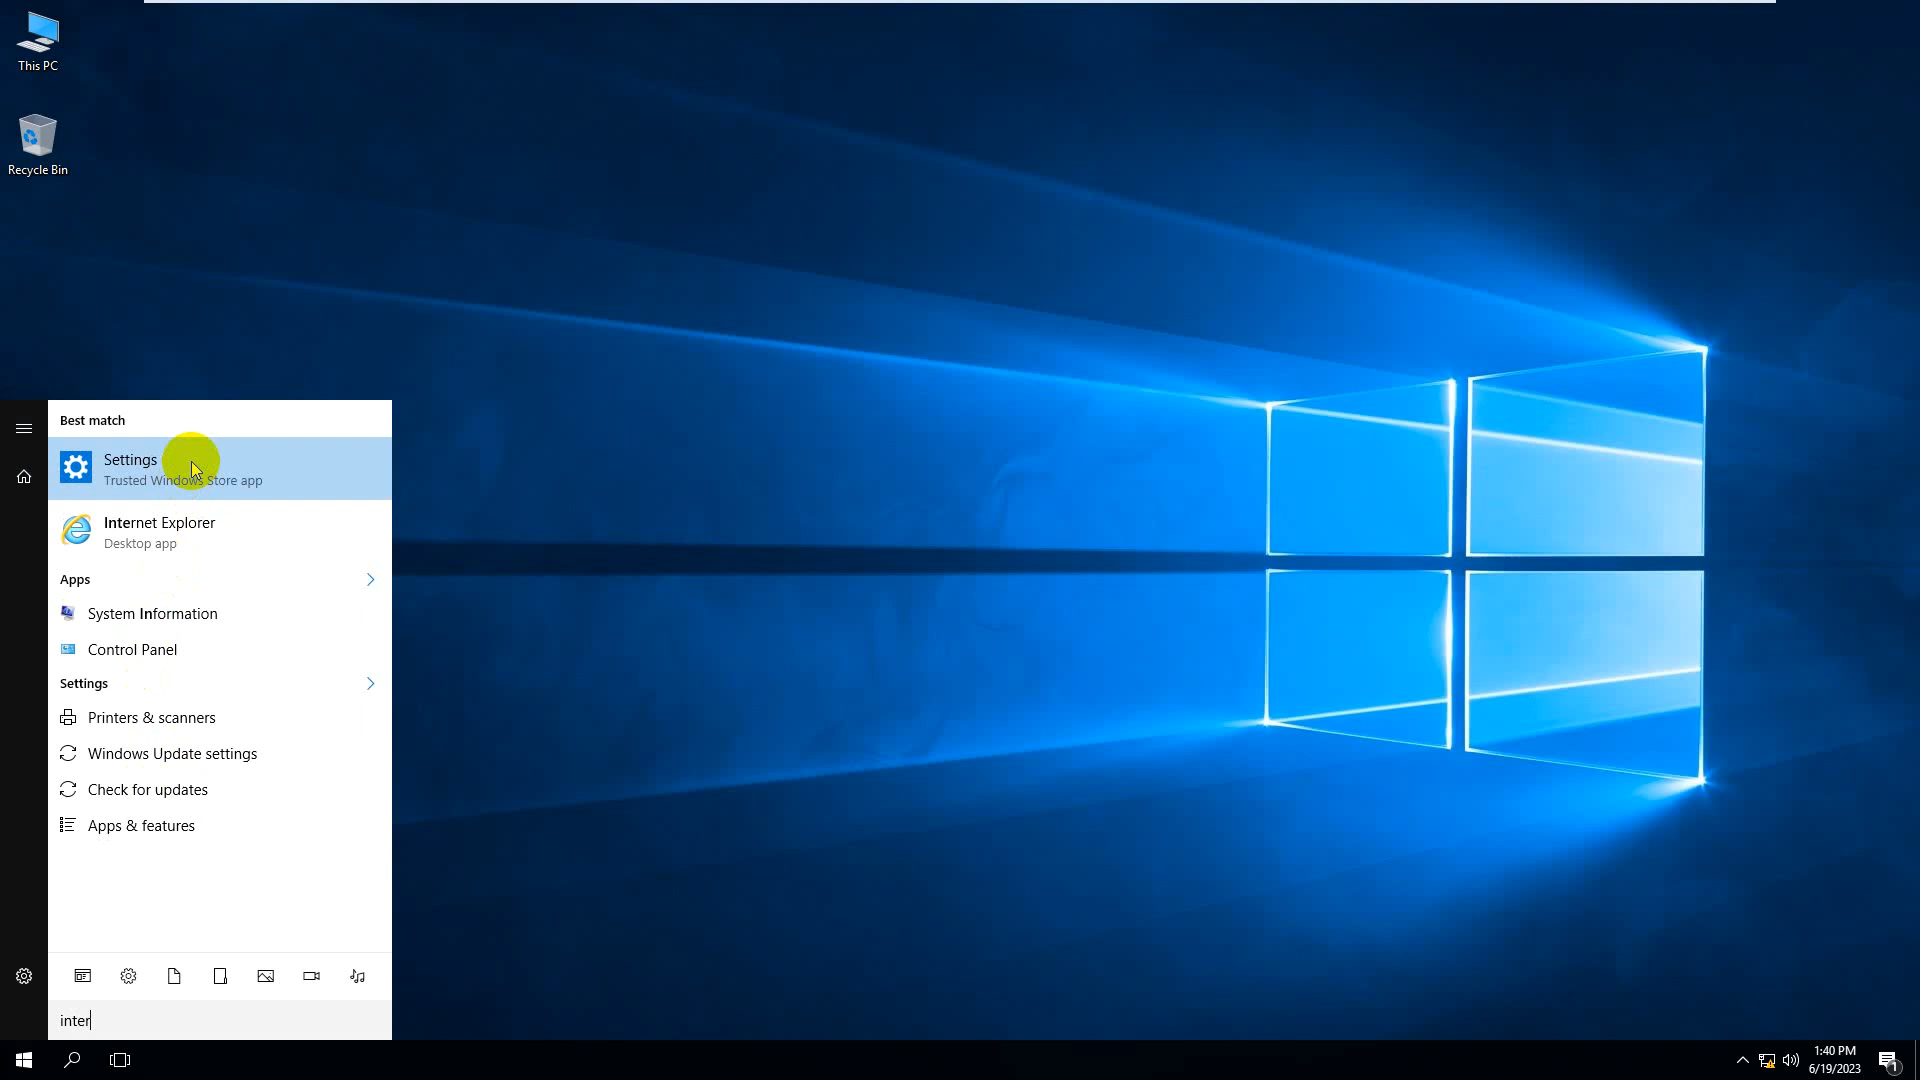 This PC
Recycle Bin
Best match
Settings
Trusted Windows Store app
Internet Explorer
Desktop app
Apps
System Information
Control Panel
Settings
Printers & scanners
Windows Update settings
Check for updates
Apps & features
inter
1:40 PM
6/19/2023
1